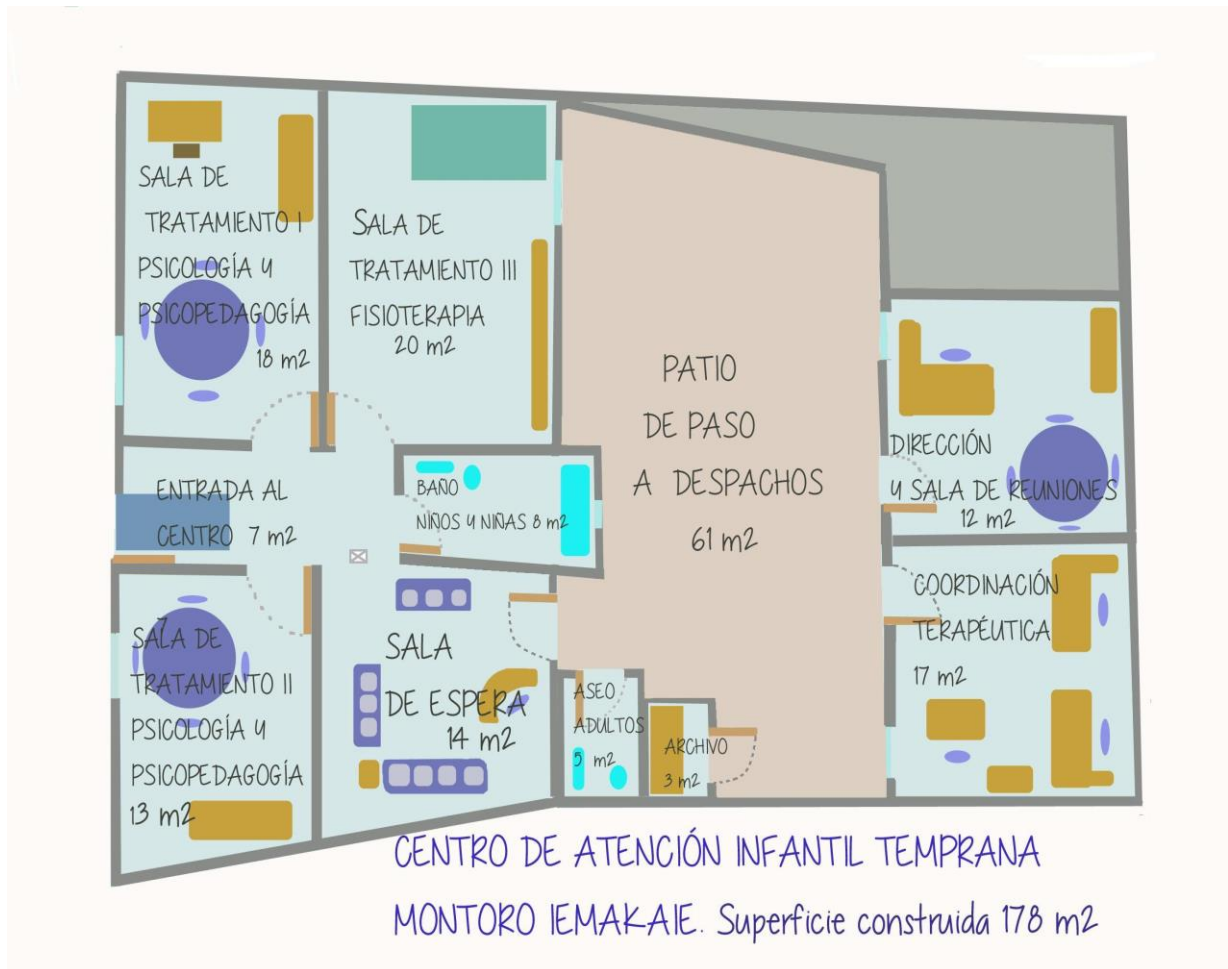 SALA DE
TRATAMIENTO I
PSICOLOGÍA Y
PSICOPEDAGOGÍA
18 m2
SALA DE
TRATAMIENTO III
FISIOTERAPIA
20 m2
PATIO
DE PASO
A DESPACHOS
61 m2
DIRECCIÓN
Y SALA DE REUNIONES
12 m2
ENTRADA AL
CENTRO 7 m2
BAÑO
NIÑOS Y NIÑAS 8 m2
COORDINACIÓN
TERAPÉUTICA
17 m2
SALA DE
TRATAMIENTO II
PSICOLOGÍA Y
PSICOPEDAGOGÍA
13 m2
SALA
DE ESPERA
14 m2
ASEO
ADULTOS
5 m2
ARCHIVO
3 m2
CENTRO DE ATENCIÓN INFANTIL TEMPRANA
MONTORO IEMAKAIE. Superficie construida 178 m2